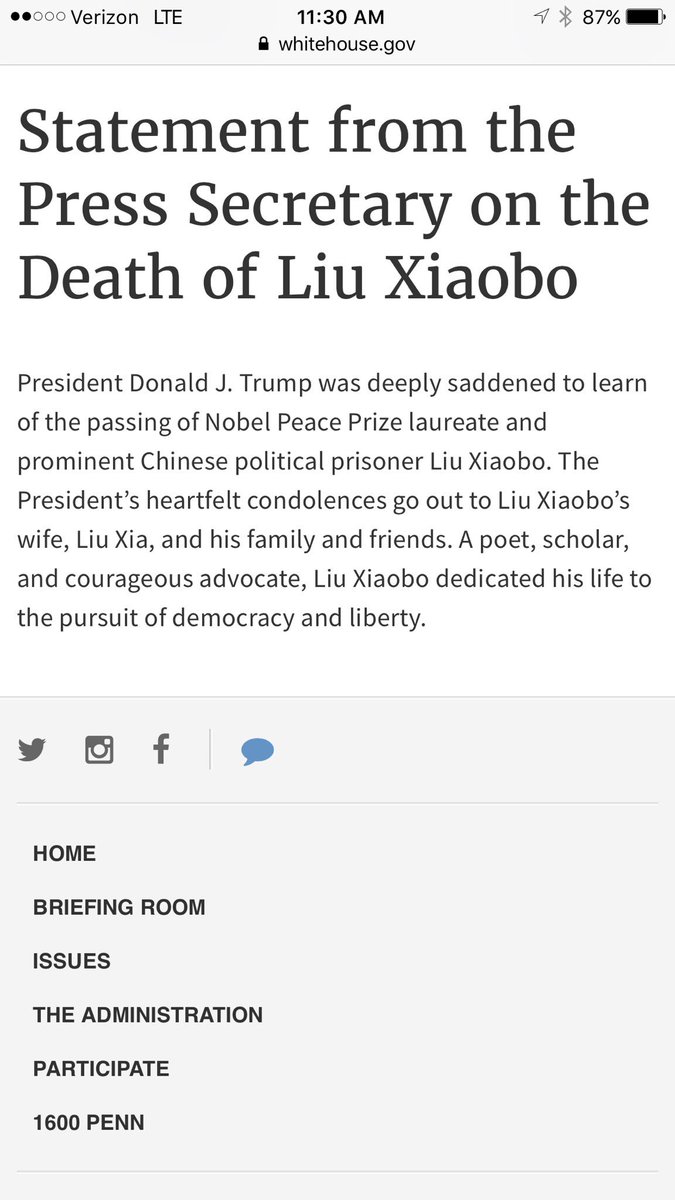 Verizon LTE 11:30 AM 87%
whitehouse.gov
Statement from the
Press Secretary on the
Death of Liu Xiaobo
President Donald J. Trump was deeply saddened to learn
of the passing of Nobel Peace Prize laureate and
prominent Chinese political prisoner Liu Xiaobo. The
President’s heartfelt condolences go out to Liu Xiaobo’s
wife, Liu Xia, and his family and friends. A poet, scholar,
and courageous advocate, Liu Xiaobo dedicated his life to
the pursuit of democracy and liberty.
HOME
BRIEFING ROOM
ISSUES
THE ADMINISTRATION
PARTICIPATE
1600 PENN